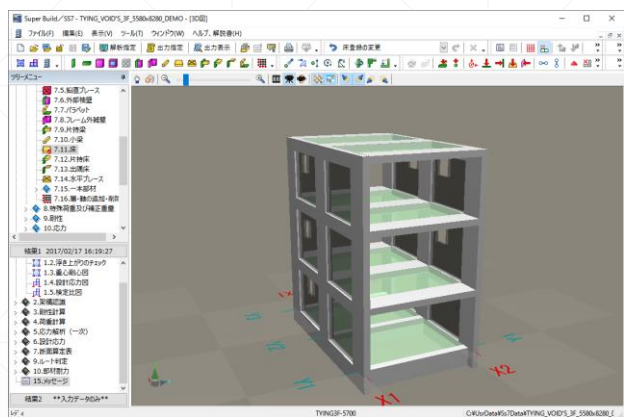 Super Build／SS7 - TYING_VOID'S_3F_5580x8280_DEMO - [3D図]
ファイル(F) 編集(E) 表示(V) ツール(T) ウィンドウ(W) ヘルプ、解説書(H)
解析指定 出力指定 結果出力表示 床登録の変更
ツリーメニュー
7.5.鉛直ブレース
7.6.外部袖壁
7.7.パラペット
7.8.フレーム外雑壁
7.9.片持梁
7.10.小梁
7.11.床
7.12.片持床
7.13.出隅床
7.14.水平ブレース
7.15.一本部材
7.16.層・軸の追加・削除
8.特殊荷重及び補正重量
9.剛性
10.応力
結果1 2017/02/17 16:19:27
1.2.浮き上がりのチェック
1.3.重心剛心図
1.4.設計応力図
1.5.検定比図
2.架構認識
3.剛性計算
4.荷重計算
5.応力解析（一次）
6.設計応力
7.断面算定表
9.ルート判定
10.部材耐力
15.メッセージ
結果2 **入力データのみ**
X1
X2
TYING3F-5700